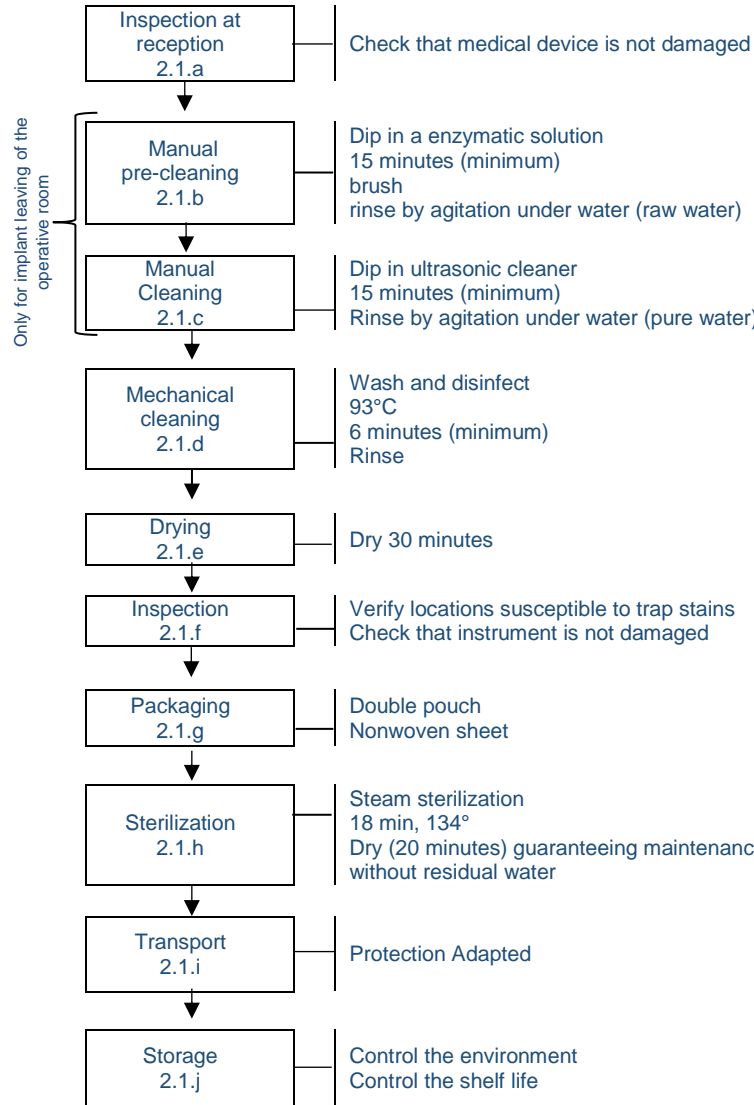 Inspection at
reception
2.1.a
Check that medical device is not damaged
Only for implant leaving of the
operative room
Manual
pre-cleaning
2.1.b
Dip in a enzymatic solution
15 minutes (minimum)
brush
rinse by agitation under water (raw water)
Manual
Cleaning
2.1.c
Dip in ultrasonic cleaner
15 minutes (minimum)
Rinse by agitation under water (pure water)
Mechanical
cleaning
2.1.d
Wash and disinfect
93°C
6 minutes (minimum)
Rinse
Drying
2.1.e
Dry 30 minutes
Inspection
2.1.f
Verify locations susceptible to trap stains
Check that instrument is not damaged
Packaging
2.1.g
Double pouch
Nonwoven sheet
Sterilization
2.1.h
Steam sterilization
18 min, 134°
Dry (20 minutes) guaranteeing maintenanc
without residual water
Transport
2.1.i
Protection Adapted
Storage
2.1.j
Control the environment
Control the shelf life